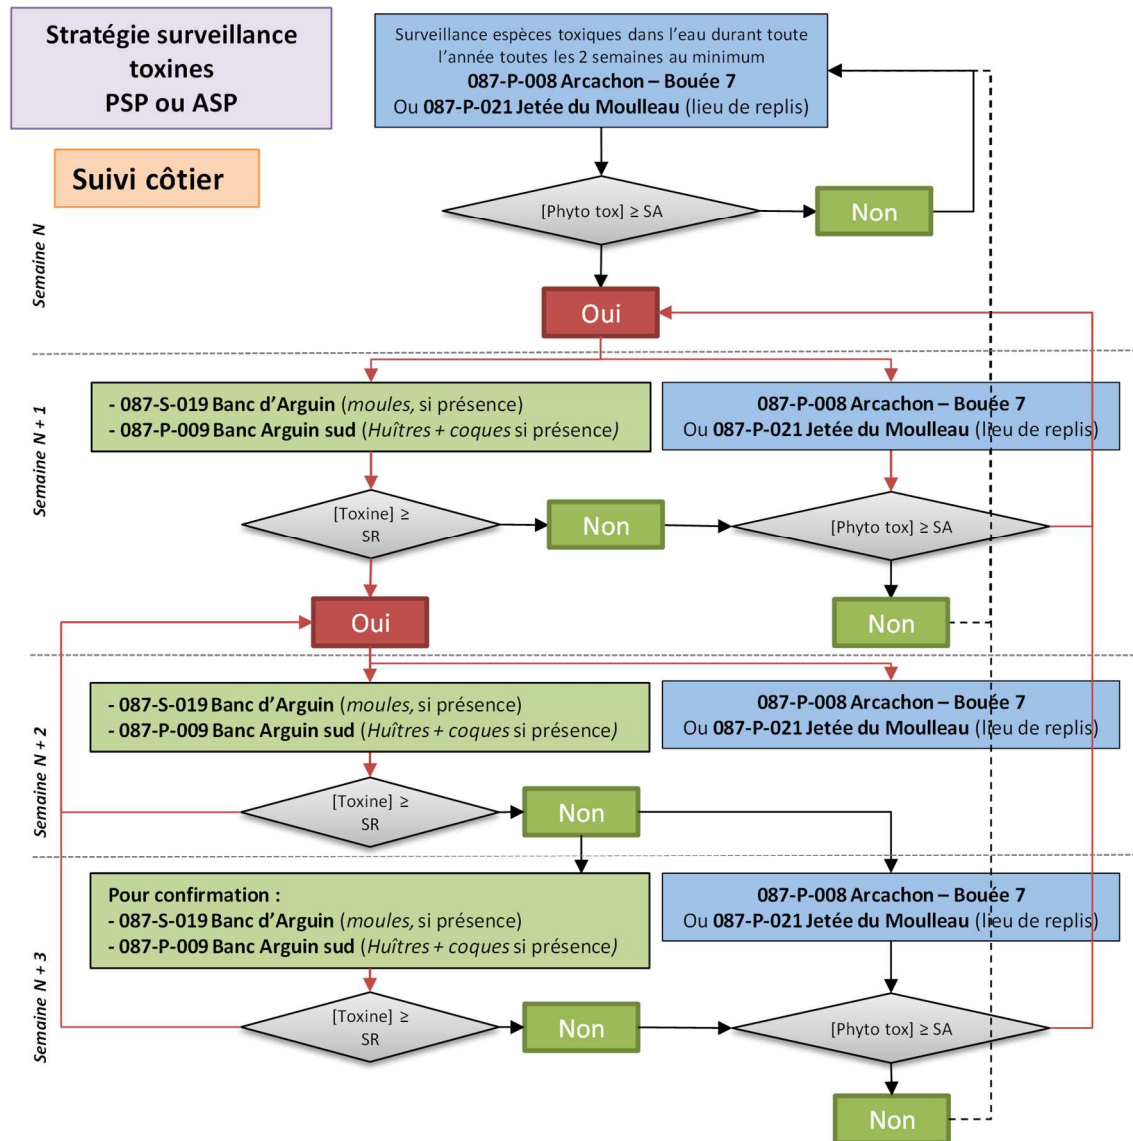 Stratégie surveillance
toxines
PSP ou ASP
Surveillance espèces toxiques dans l'eau durant toute
l'année toutes les 2 semaines au minimum
087-P-008 Arcachon – Bouée 7
Ou 087-P-021 Jetée du Moulleau (lieu de replis)
Suivi côtier
Semaine N
[Phyto tox] ≥ SA
Non
Oui
Semaine N + 1
- 087-S-019 Banc d'Arguin (moules, si présence)
- 087-P-009 Banc Arguin sud (Huîtres + coques si présence)
087-P-008 Arcachon – Bouée 7
Ou 087-P-021 Jetée du Moulleau (lieu de replis)
[Toxine] ≥
SR
Non
[Phyto tox] ≥ SA
Oui
Non
Semaine N + 2
- 087-S-019 Banc d'Arguin (moules, si présence)
- 087-P-009 Banc Arguin sud (Huîtres + coques si présence)
087-P-008 Arcachon – Bouée 7
Ou 087-P-021 Jetée du Moulleau (lieu de replis)
[Toxine] ≥
SR
Non
Semaine N + 3
Pour confirmation :
- 087-S-019 Banc d'Arguin (moules, si présence)
- 087-P-009 Banc Arguin sud (Huîtres + coques si présence)
087-P-008 Arcachon – Bouée 7
Ou 087-P-021 Jetée du Moulleau (lieu de replis)
[Toxine] ≥
SR
Non
[Phyto tox] ≥ SA
Non